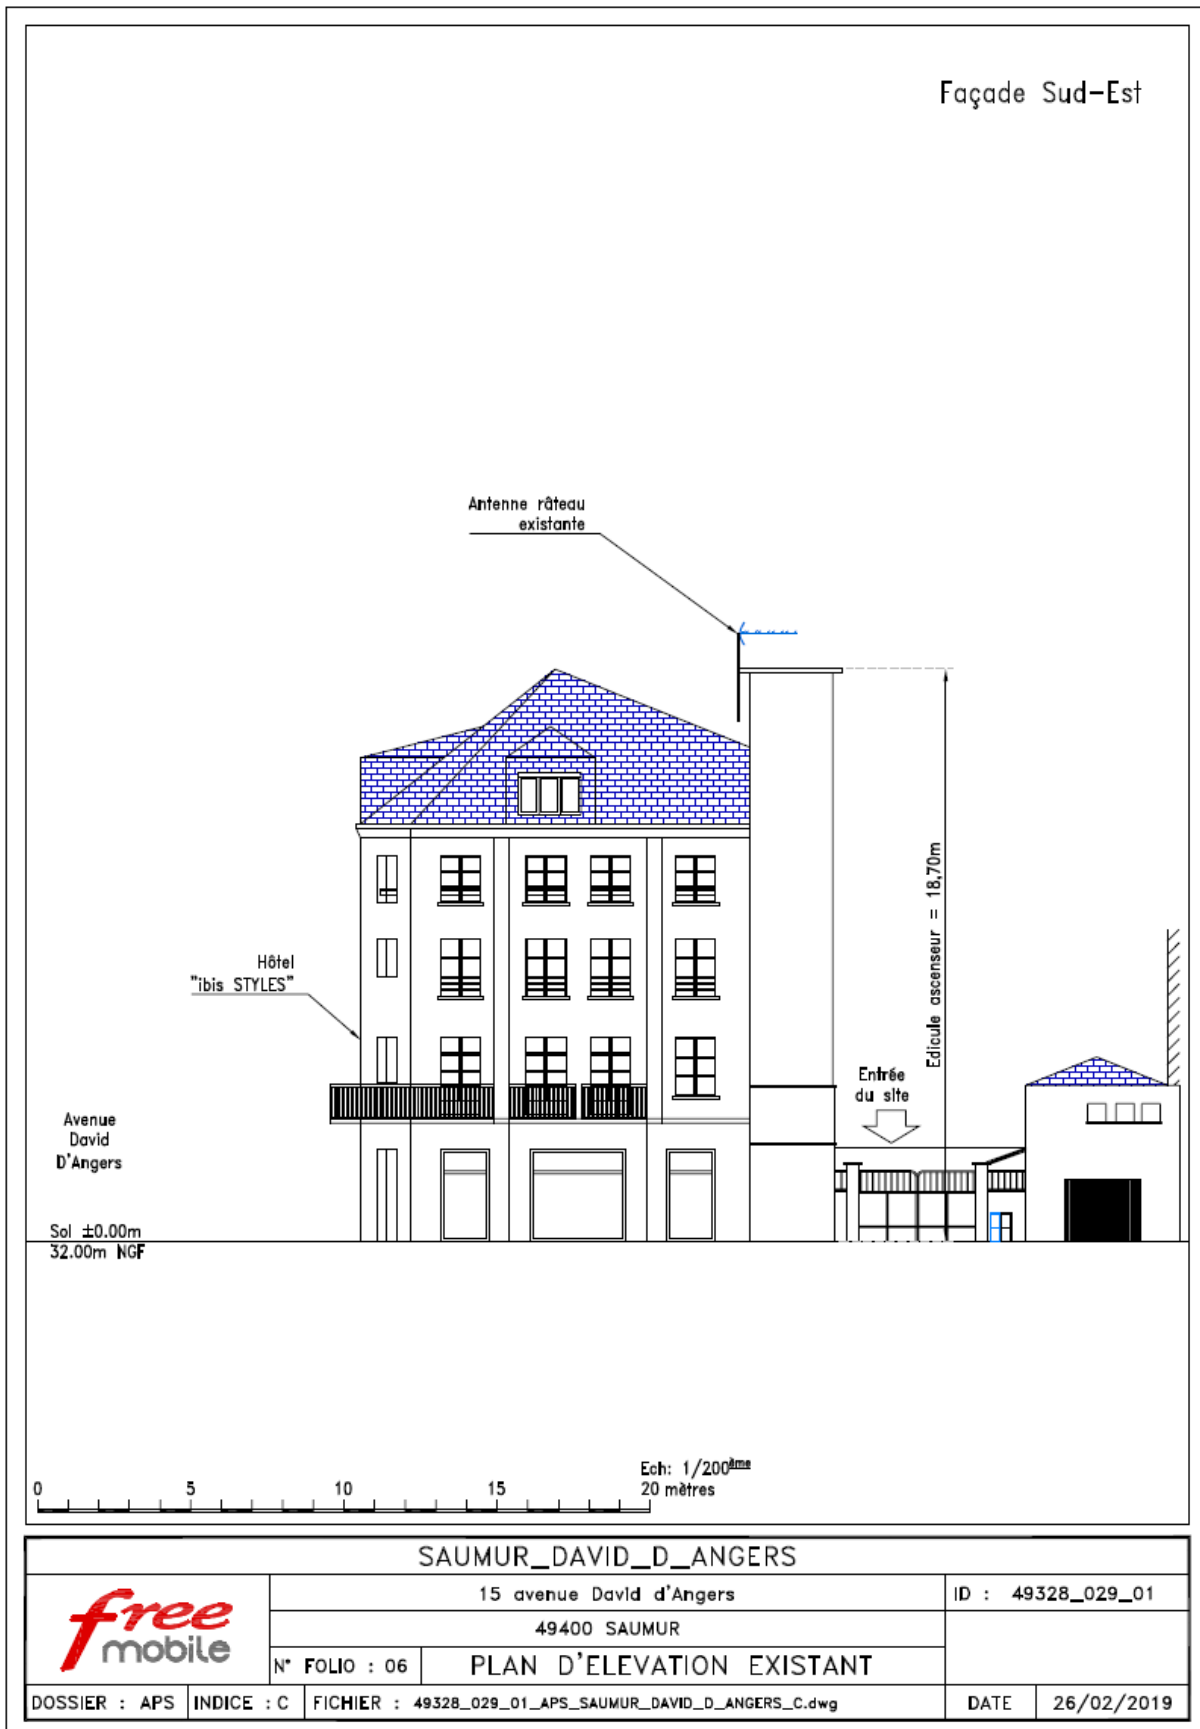 Façade Sud-Est
Antenne râteau
existante
Hôtel
"ibis STYLES"
Edicule ascenseur = 18,70m
Entrée
du site
Avenue
David
D'Angers
Sol ±0.00m
32.00m NGF
Ech: 1/200ème
0 5 10 15 20 mètres
SAUMUR_DAVID_D_ANGERS
free
mobile
15 avenue David d'Angers
ID : 49328_029_01
49400 SAUMUR
N° FOLIO : 06
PLAN D'ELEVATION EXISTANT
DOSSIER : APS
INDICE : C
FICHIER : 49328_029_01_APS_SAUMUR_DAVID_D_ANGERS_C.dwg
DATE
26/02/2019